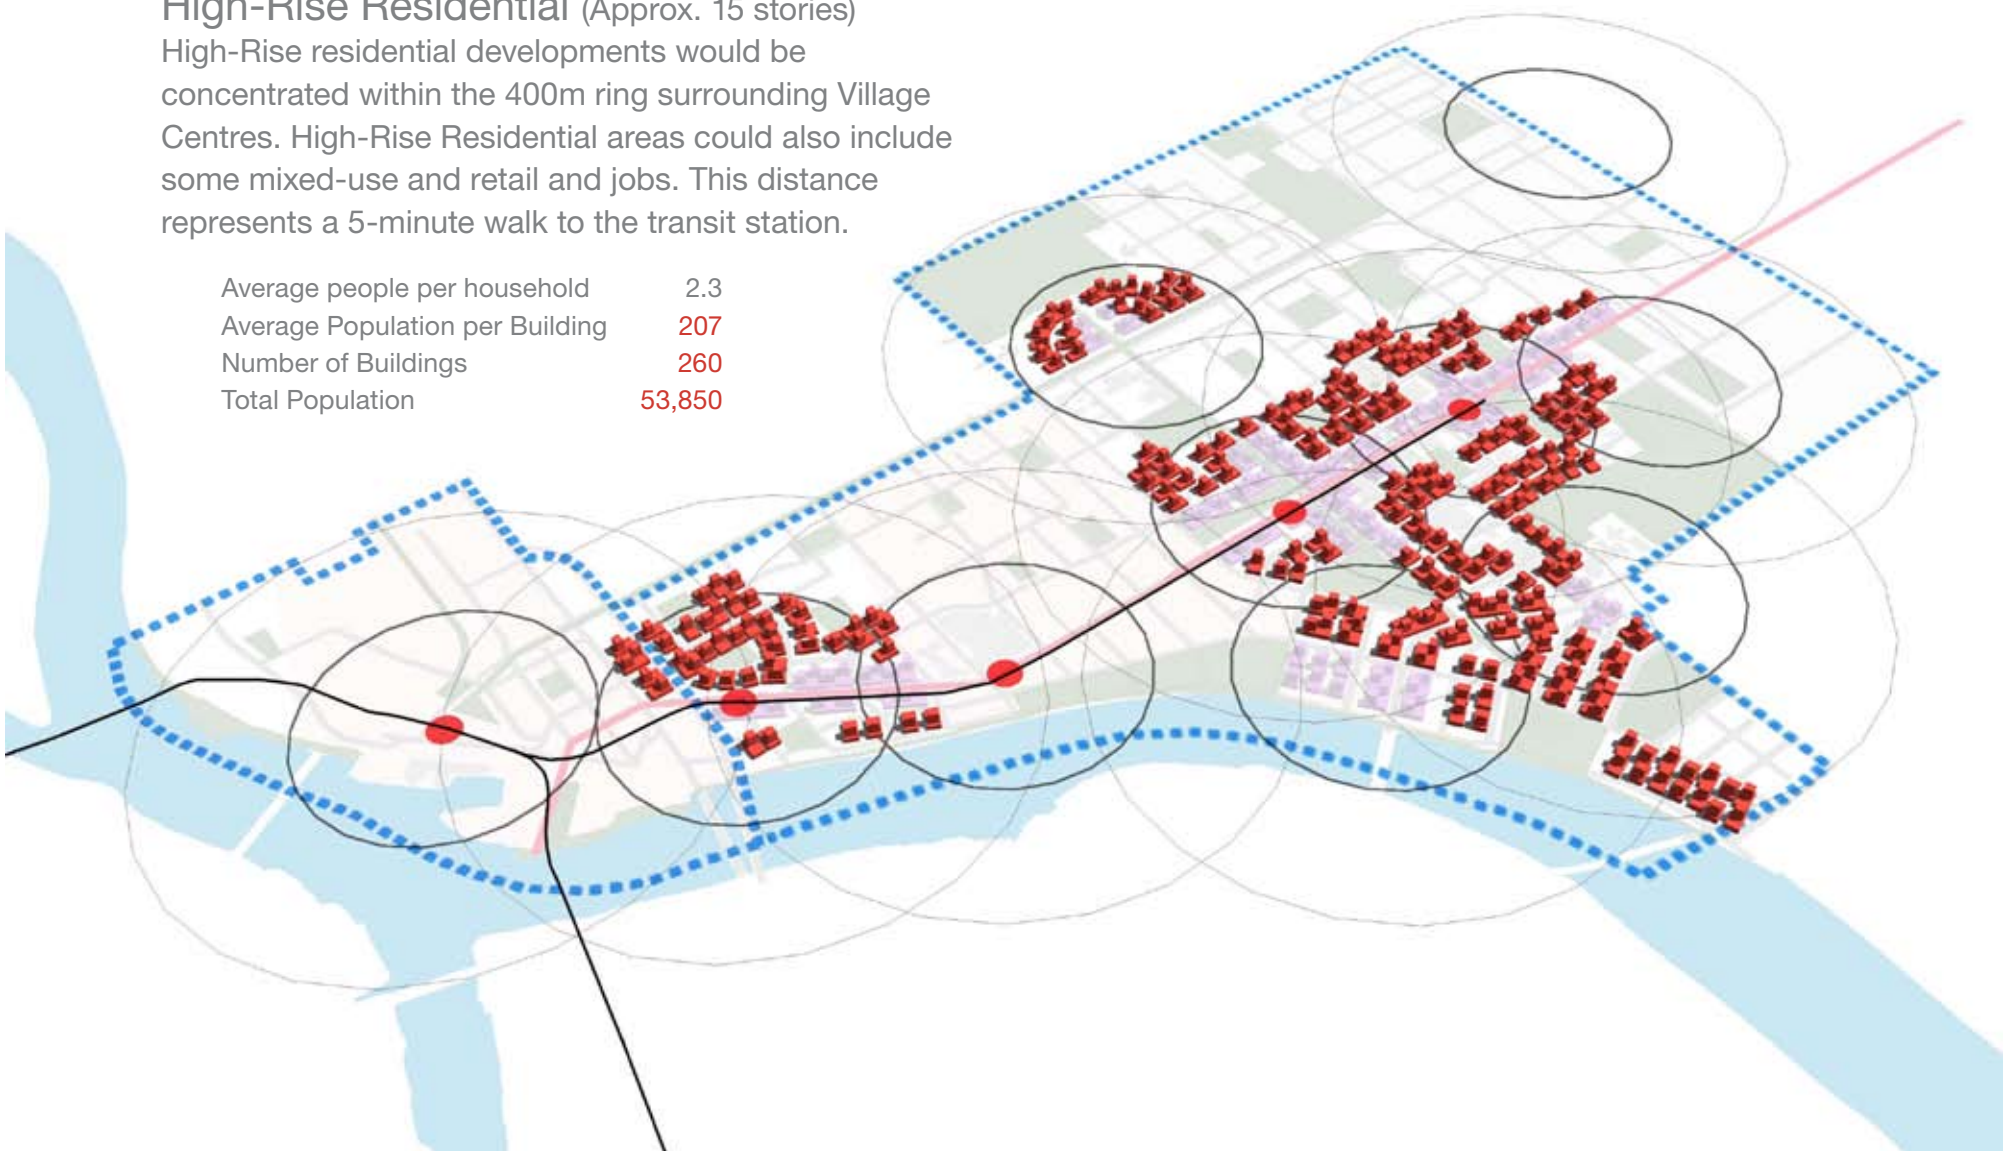 High-Rise Residential (Approx. 15 stories)
High-Rise residential developments would be
concentrated within the 400m ring surrounding Village
Centres. High-Rise Residential areas could also include
some mixed-use and retail and jobs. This distance
represents a 5-minute walk to the transit station.
Average people per household 2.3
Average Population per Building 207
Number of Buildings 260
Total Population 53,850